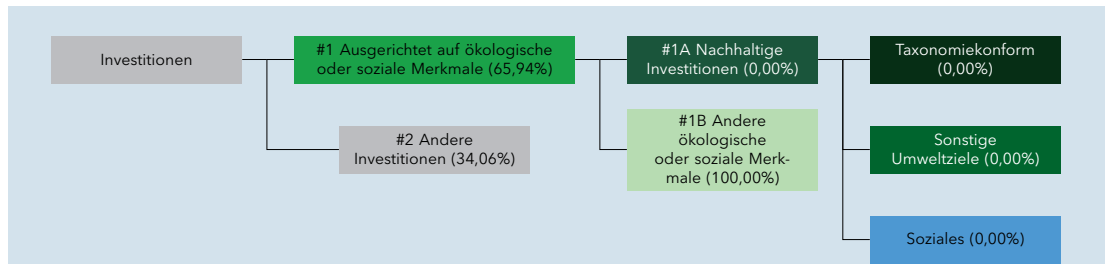 Investitionen
#1 Ausgerichtet auf ökologische
oder soziale Merkmale (65,94%)
#2 Andere
Investitionen (34,06%)
#1A Nachhaltige
Investitionen (0,00%)
#1B Andere
ökologische
oder soziale Merk-
male (100,00%)
Taxonomiekonform
(0,00%)
Sonstige
Umweltziele (0,00%)
Soziales (0,00%)